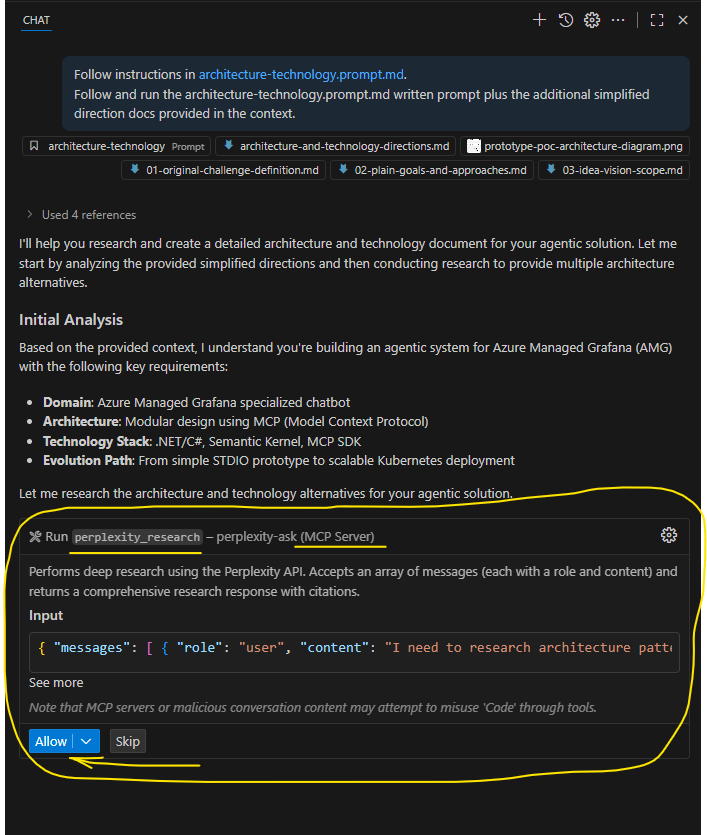 CHAT
Follow instructions in architecture-technology.prompt.md.
Follow and run the architecture-technology.prompt.md written prompt plus the additional simplified
direction docs provided in the context.
architecture-technology Prompt architecture-and-technology-directions.md prototype-poc-architecture-diagram.png
01-original-challenge-definition.md 02-plain-goals-and-approaches.md 03-idea-vision-scope.md
Used 4 references
I'll help you research and create a detailed architecture and technology document for your agentic solution. Let me
start by analyzing the provided simplified directions and then conducting research to provide multiple architecture
alternatives.
Initial Analysis
Based on the provided context, I understand you're building an agentic system for Azure Managed Grafana (AMG)
with the following key requirements:
• Domain: Azure Managed Grafana specialized chatbot
• Architecture: Modular design using MCP (Model Context Protocol)
• Technology Stack: .NET/C#, Semantic Kernel, MCP SDK
• Evolution Path: From simple STDIO prototype to scalable Kubernetes deployment
Let me research the architecture and technology alternatives for your agentic solution.
Run perplexity_research – perplexity-ask (MCP Server)
Performs deep research using the Perplexity API. Accepts an array of messages (each with a role and content) and
returns a comprehensive research response with citations.
Input
{ "messages": [ { "role": "user", "content": "I need to research architecture patte
See more
Note that MCP servers or malicious conversation content may attempt to misuse 'Code' through tools.
Allow Skip